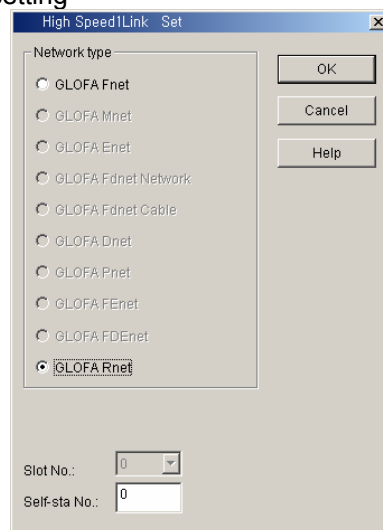 High Speed1Link Set
Network type
GLOFA Fnet
GLOFA Mnet
GLOFA Enet
GLOFA Fdnet Network
GLOFA Fdnet Cable
GLOFA Dnet
GLOFA Pnet
GLOFA FEnet
GLOFA FDEnet
GLOFA Rnet
OK
Cancel
Help
Slot No.: 0
Self-sta No.: 0